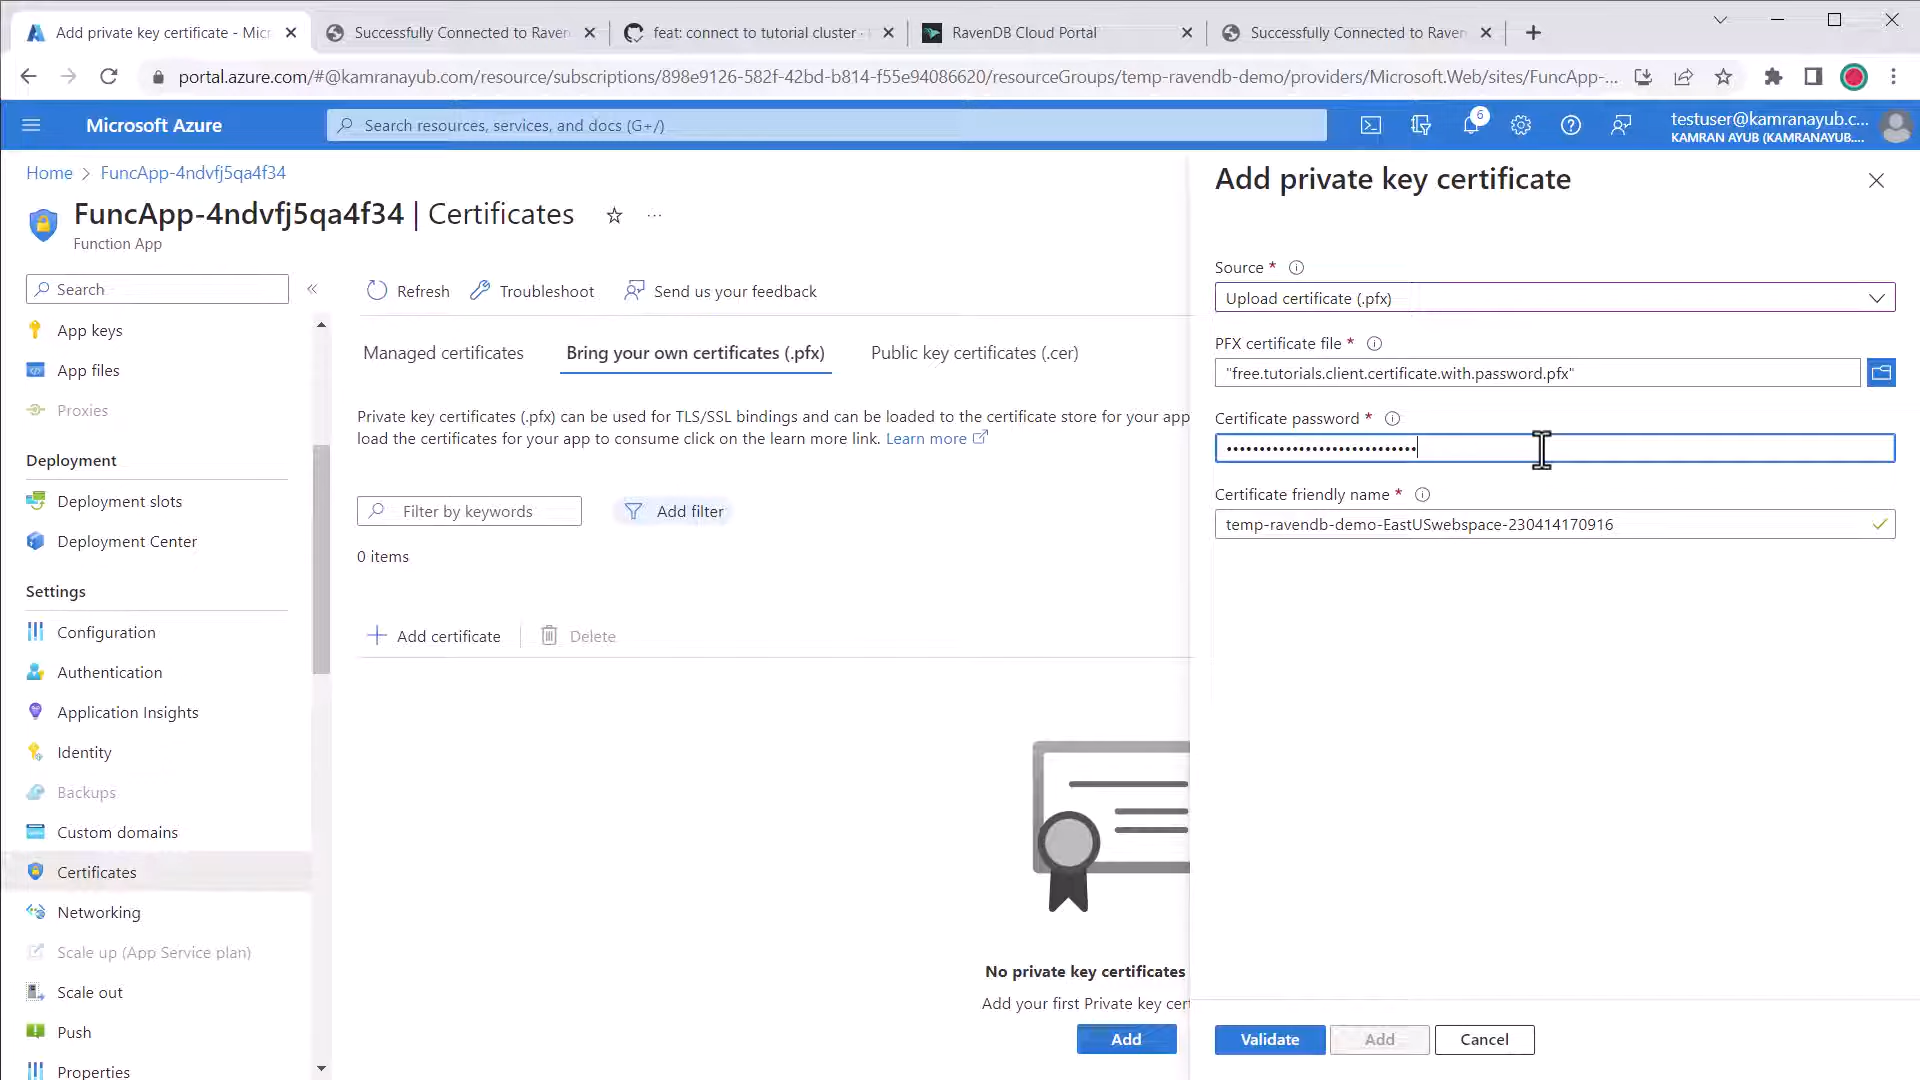 Add private key certificate - Micr
Successfully Connected to Raven
feat: connect to tutorial cluster ·
RavenDB Cloud Portal
Successfully Connected to Raven
portal.azure.com/#@kamranayub.com/resource/subscriptions/898e9126-582f-42bd-b814-f55e94086620/resourceGroups/temp-ravendb-demo/providers/Microsoft.Web/sites/FuncApp-...
Microsoft Azure
Search resources, services, and docs (G+/)
6
testuser@kamranayub.c...
KAMRAN AYUB (KAMRANAYUB....
Home
FuncApp-4ndvfj5qa4f34
FuncApp-4ndvfj5qa4f34 | Certificates
Function App
Search
App keys
App files
Proxies
Deployment
Deployment slots
Deployment Center
Settings
Configuration
Authentication
Application Insights
Identity
Backups
Custom domains
Certificates
Networking
Scale up (App Service plan)
Scale out
Push
Properties
Refresh
Troubleshoot
Send us your feedback
Managed certificates
Bring your own certificates (.pfx)
Public key certificates (.cer)
Private key certificates (.pfx) can be used for TLS/SSL bindings and can be loaded to the certificate store for your app
load the certificates for your app to consume click on the learn more link. Learn more
Filter by keywords
Add filter
0 items
Add certificate
Delete
No private key certificates
Add your first Private key cert
Add
Add private key certificate
Source *
Upload certificate (.pfx)
PFX certificate file *
"free.tutorials.client.certificate.with.password.pfx"
Certificate password *
Certificate friendly name *
temp-ravendb-demo-EastUSwebspace-230414170916
Validate
Add
Cancel